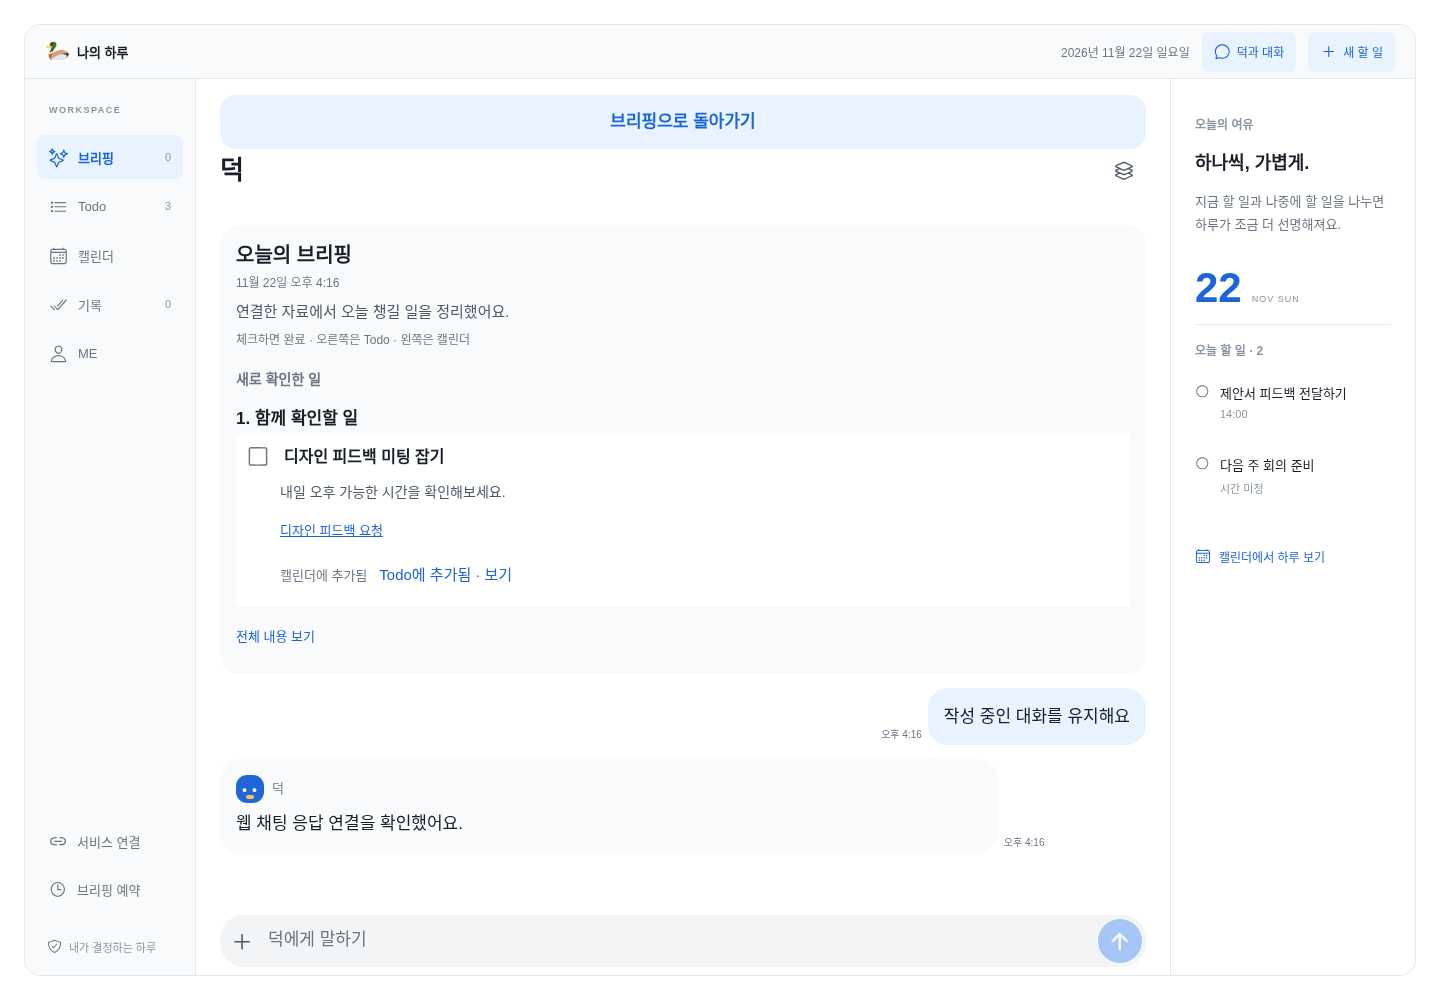 나의 하루
2026년 11월 22일 일요일
덕과 대화
새 할 일
WORKSPACE
브리핑 0
Todo 3
캘린더
기록 0
ME
서비스 연결
브리핑 예약
내가 결정하는 하루
브리핑으로 돌아가기
덕
오늘의 브리핑
11월 22일 오후 4:16
연결한 자료에서 오늘 챙길 일을 정리했어요.
체크하면 완료 · 오른쪽은 Todo · 왼쪽은 캘린더
새로 확인한 일
1. 함께 확인할 일
디자인 피드백 미팅 잡기
내일 오후 가능한 시간을 확인해보세요.
디자인 피드백 요청
캘린더에 추가됨 Todo에 추가됨 · 보기
전체 내용 보기
작성 중인 대화를 유지해요
오후 4:16
덕
웹 채팅 응답 연결을 확인했어요.
오후 4:16
덕에게 말하기
오늘의 여유
하나씩, 가볍게.
지금 할 일과 나중에 할 일을 나누면
하루가 조금 더 선명해져요.
22 NOV SUN
오늘 할 일 · 2
제안서 피드백 전달하기
14:00
다음 주 회의 준비
시간 미정
캘린더에서 하루 보기